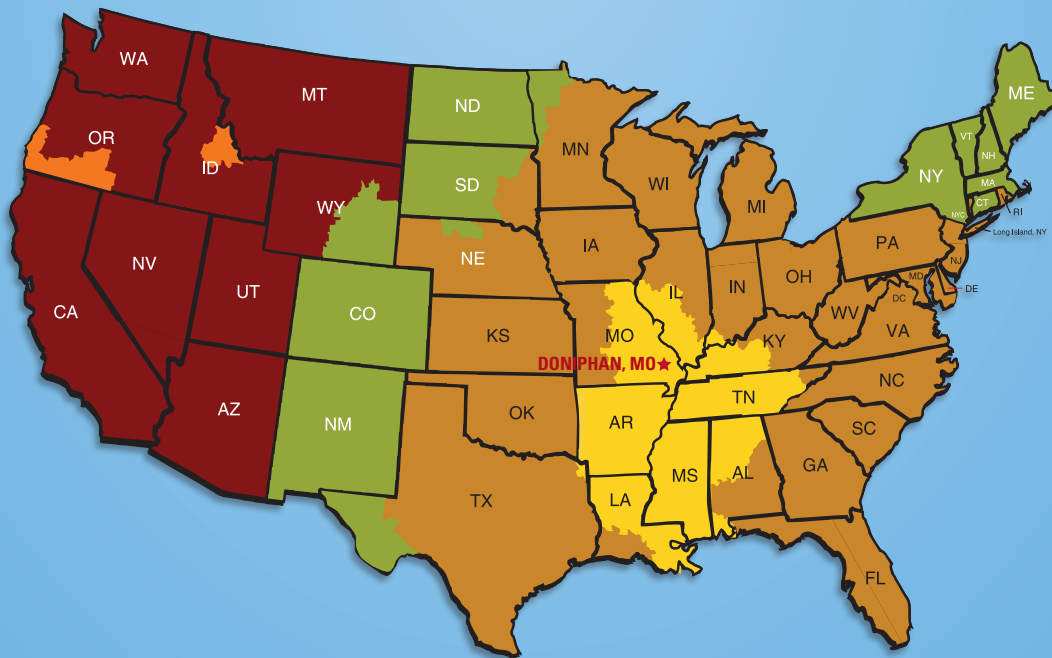 WA
MT
ND
ME
OR
ID
MN
VT
NH
SD
WI
NY
MA
WY
MI
CT
NYC
RI
Long Island, NY
IA
PA
NE
NV
UT
OH
NJ
MD
IN
IL
DE
DC
CA
CO
KS
MO
WV
VA
KY
DONIPHAN, MO
NC
AZ
NM
OK
TN
AR
SC
GA
TX
LA
MS
AL
FL